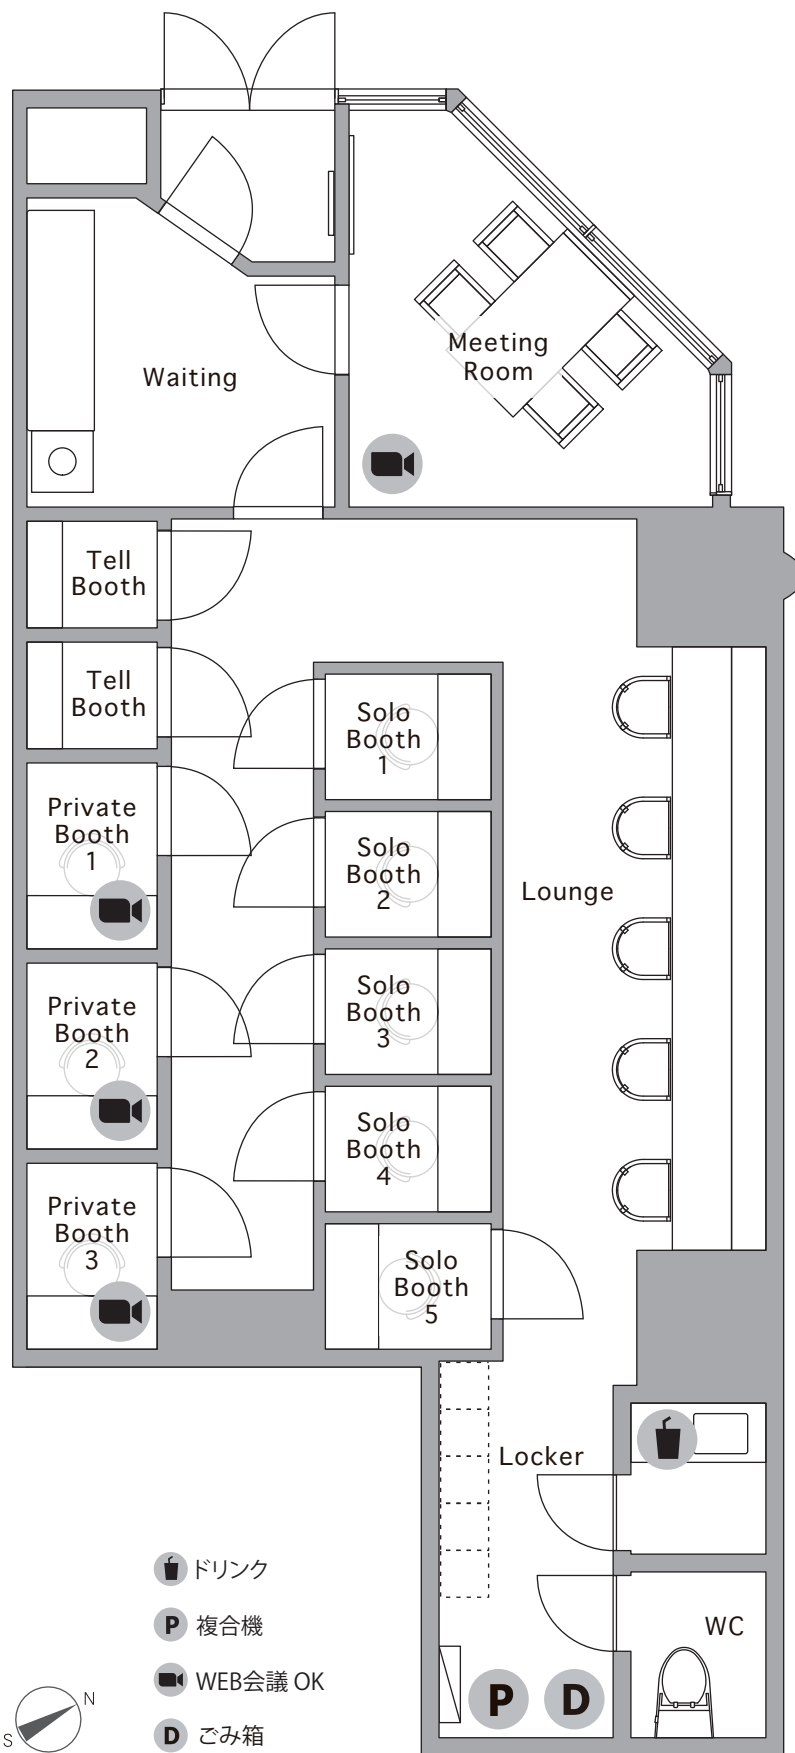 Meeting
Room
Waiting
Tell
Booth
Tell
Booth
Solo
Booth
1
Private
Booth
1
Solo
Booth
2
Lounge
Solo
Booth
3
Private
Booth
2
Solo
Booth
4
Private
Booth
3
Solo
Booth
5
Locker
WC
P
D
ドリンク
P 複合機
WEB会議 OK
D ごみ箱
N
S